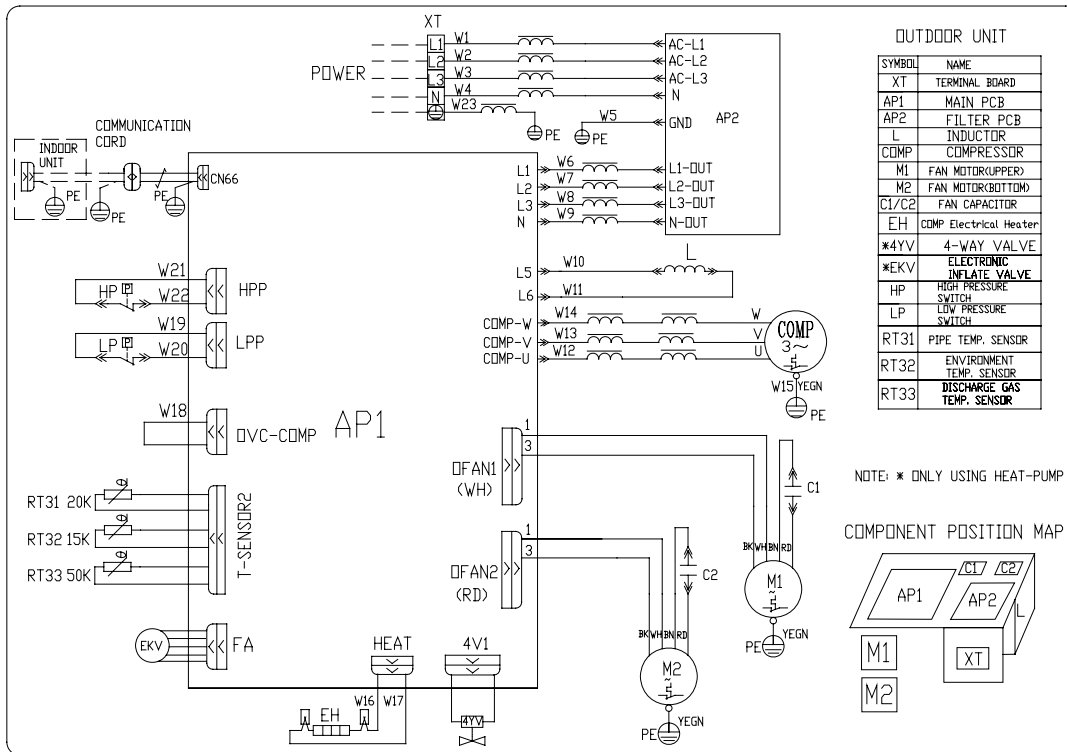 XT
POWER
L1 W1 AC-L1
L2 W2 AC-L2
L3 W3 AC-L3
N W4 N
W23
PE
PE W5 GND
AP2
COMMUNICATION
CORD
INDOOR
UNIT
PE
PE
PE
CN66
L1 W6 L1-OUT
L2 W7 L2-OUT
L3 W8 L3-OUT
N W9 N-OUT
L5 W10 L
L6 W11
COMP-W W14 W
COMP-V W13 V
COMP-U W12 U
COMP
3~
W15 YEGN
PE
W21
HP P W22
HPP
W19
LP P W20
LPP
W18
OVC-COMP
AP1
RT31 20K θ
RT32 15K θ
RT33 50K θ
T-SENSOR2
EKV
FA
OFAN1
(WH)
1
3
OFAN2
(RD)
1
3
C1
BK WH BN RD
M1
~
YEGN
PE
C2
BK WH BN RD
M2
~
YEGN
PE
HEAT
W16 W17
EH
4V1
4YV
OUTDOOR UNIT
SYMBOL NAME
XT TERMINAL BOARD
AP1 MAIN PCB
AP2 FILTER PCB
L INDUCTOR
COMP COMPRESSOR
M1 FAN MOTOR(UPPER)
M2 FAN MOTOR(BOTTOM)
C1/C2 FAN CAPACITOR
EH COMP Electrical Heater
*4YV 4-WAY VALVE
*EKV ELECTRONIC
INFLATE VALVE
HP HIGH PRESSURE
SWITCH
LP LOW PRESSURE
SWITCH
RT31 PIPE TEMP. SENSOR
RT32 ENVIRONMENT
TEMP. SENSOR
RT33 DISCHARGE GAS
TEMP. SENSOR
NOTE: * ONLY USING HEAT-PUMP
COMPONENT POSITION MAP
C1 C2
AP1 AP2 L
M1 XT
M2